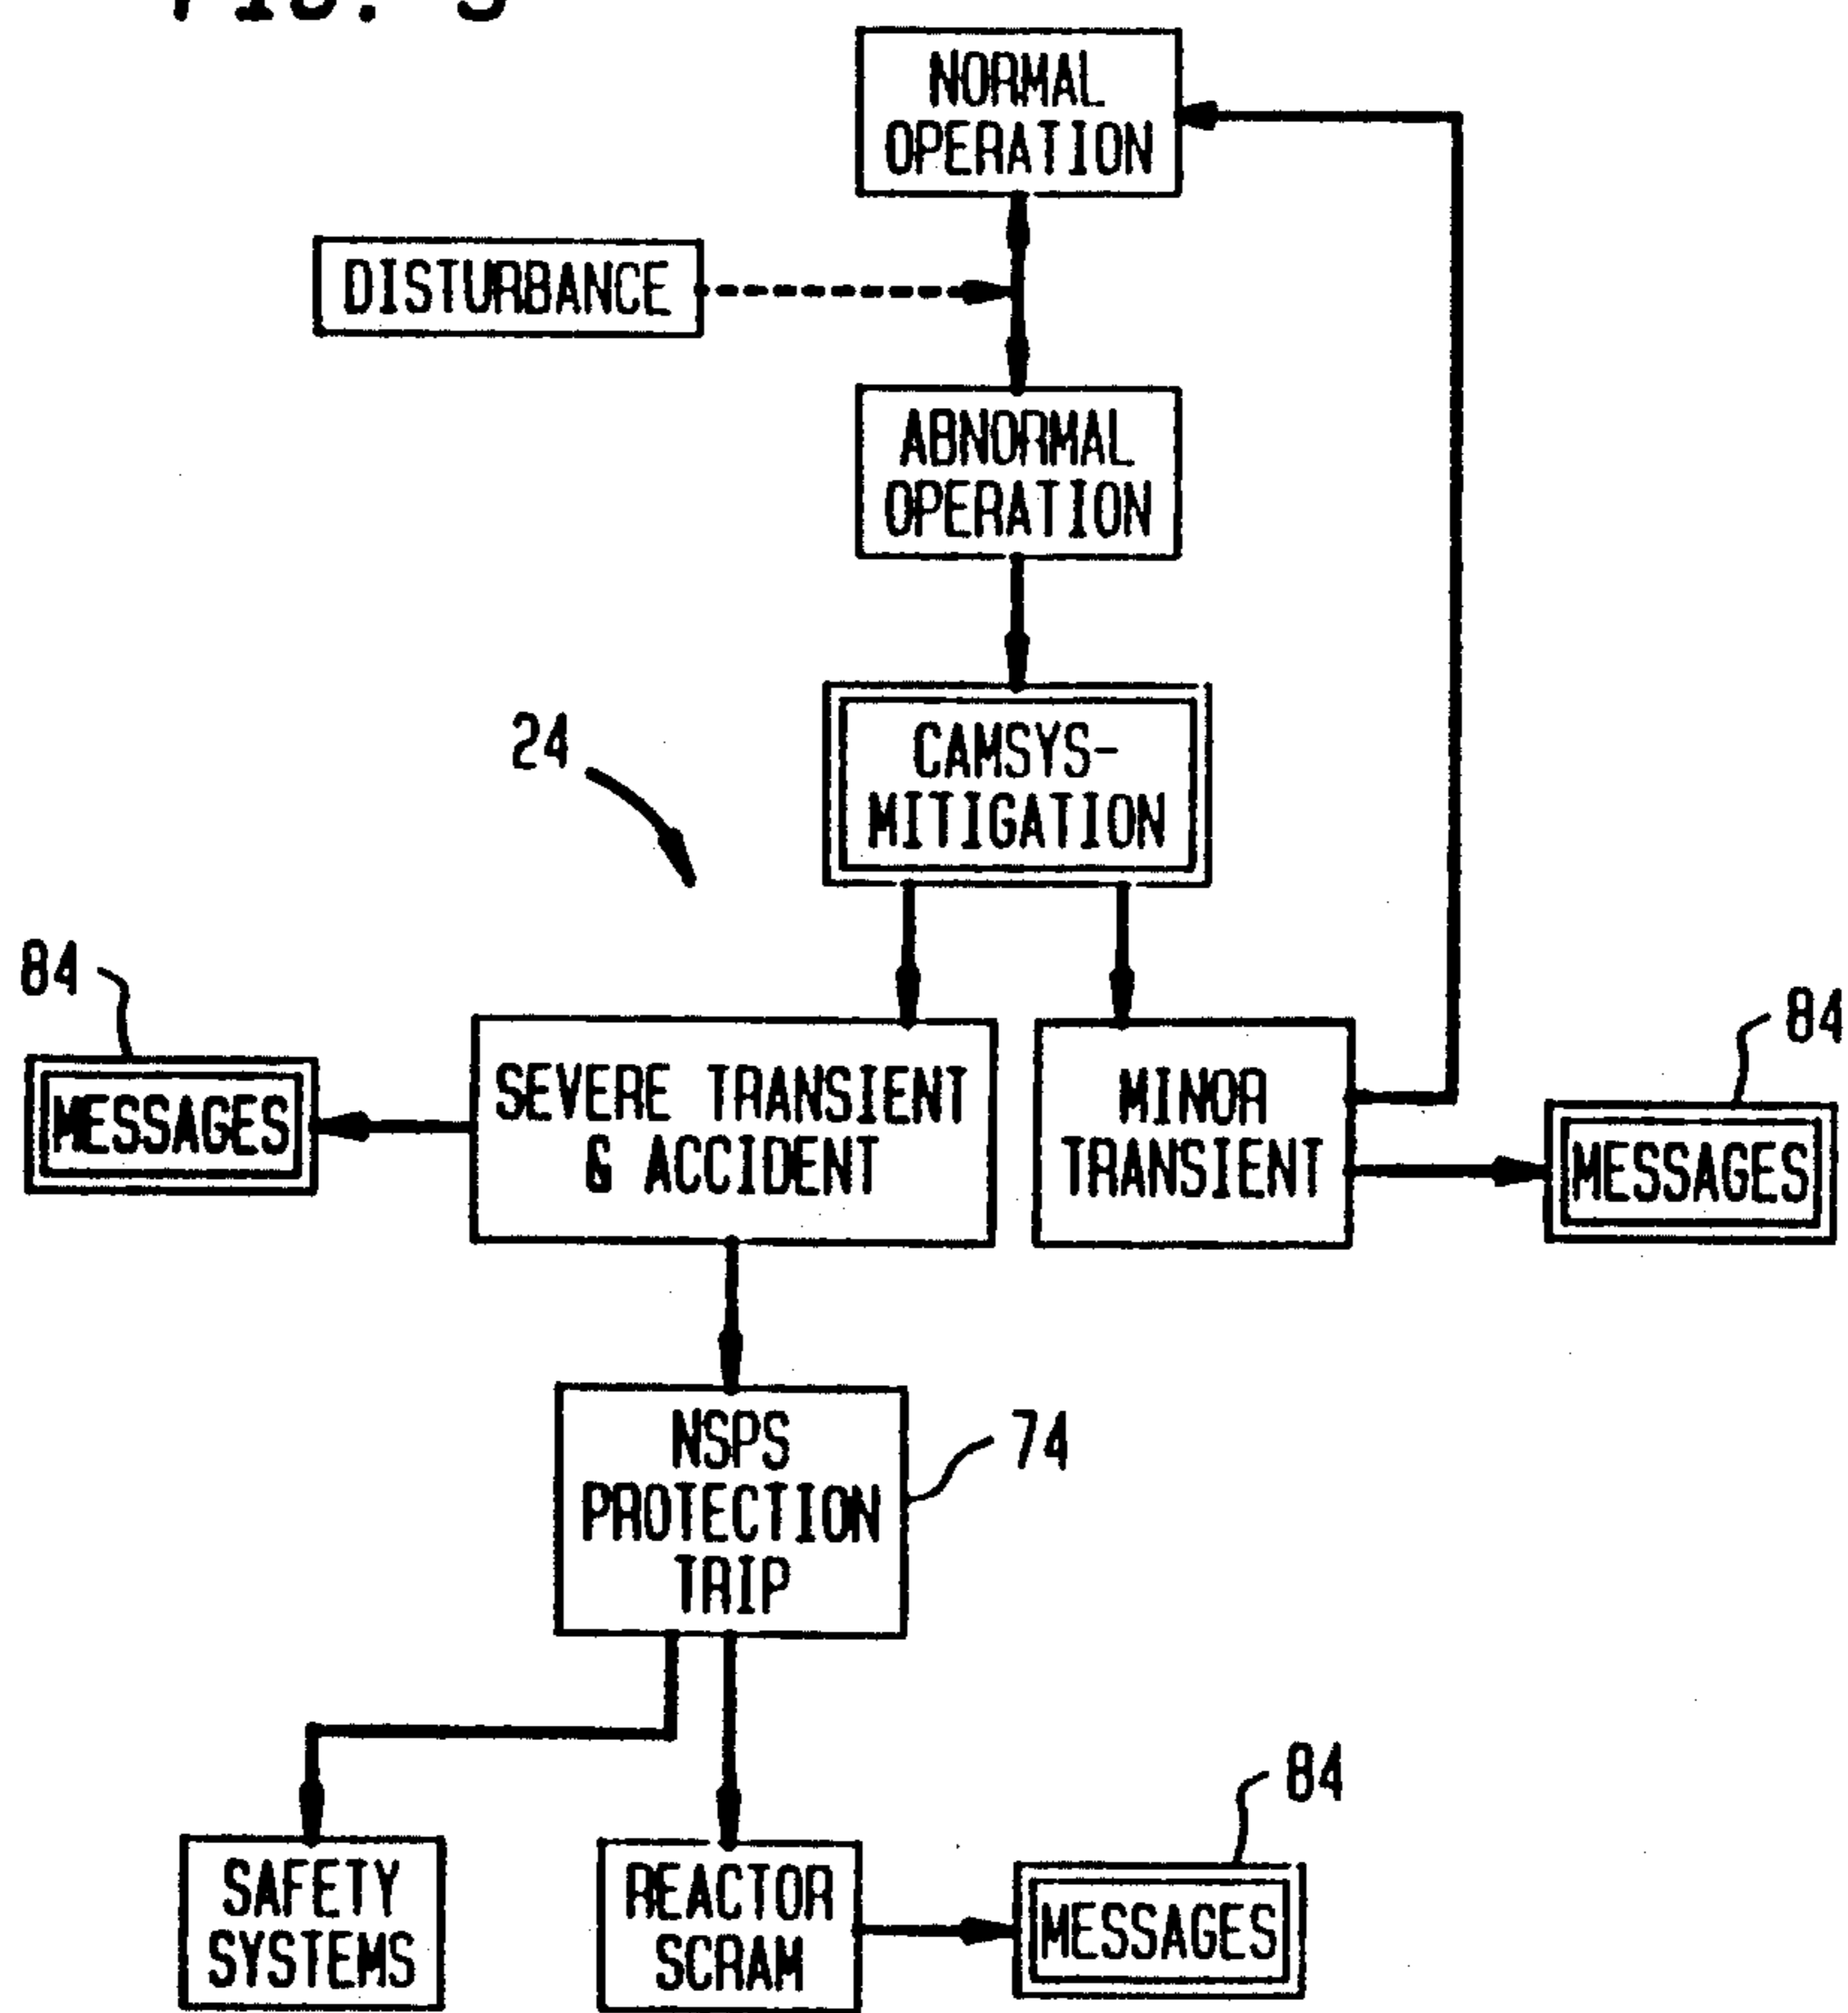 NORMAL
OPERATION
DISTURBANCE
ABNORMAL
OPERATION
24
CAMSYS-
MITIGATION
84
84
MESSAGES
SEVERE TRANSIENT
& ACCIDENT
MINOR
TRANSIENT
MESSAGES
NSPS
PROTECTION
TRIP
74
84
SAFETY
SYSTEMS
REACTOR
SCRAM
MESSAGES